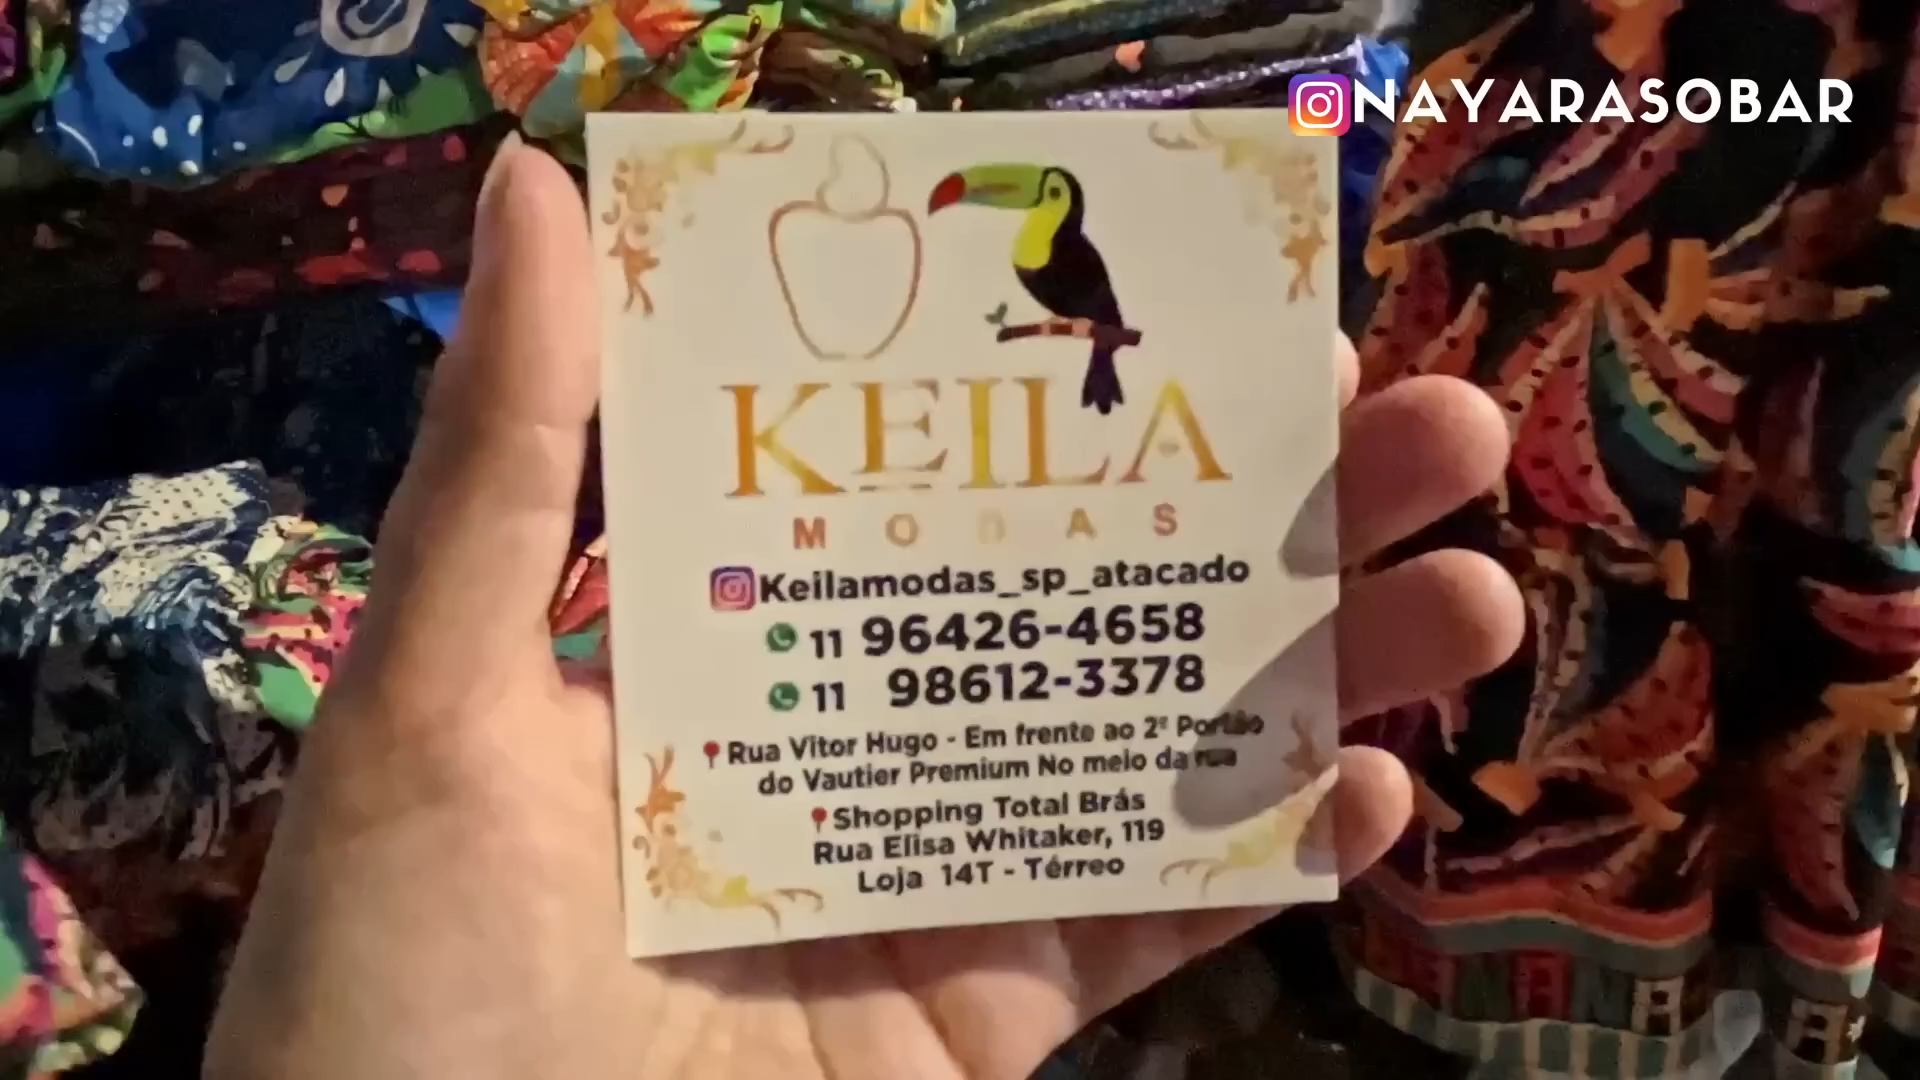 NAYARASOBAR
KEILA
MODAS
Keilamodas_sp_atacado
11 96426-4658
11 98612-3378
Rua Vitor Hugo - Em frente ao 2º Portão
do Vautier Premium No meio da rua
Shopping Total Brás
Rua Elisa Whitaker, 119
Loja 14T - Térreo